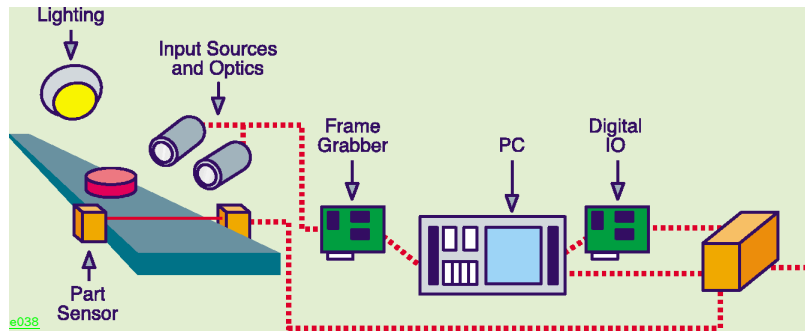 Lighting
Input Sources
and Optics
Frame
Grabber
PC
Digital
IO
Part
Sensor
e038